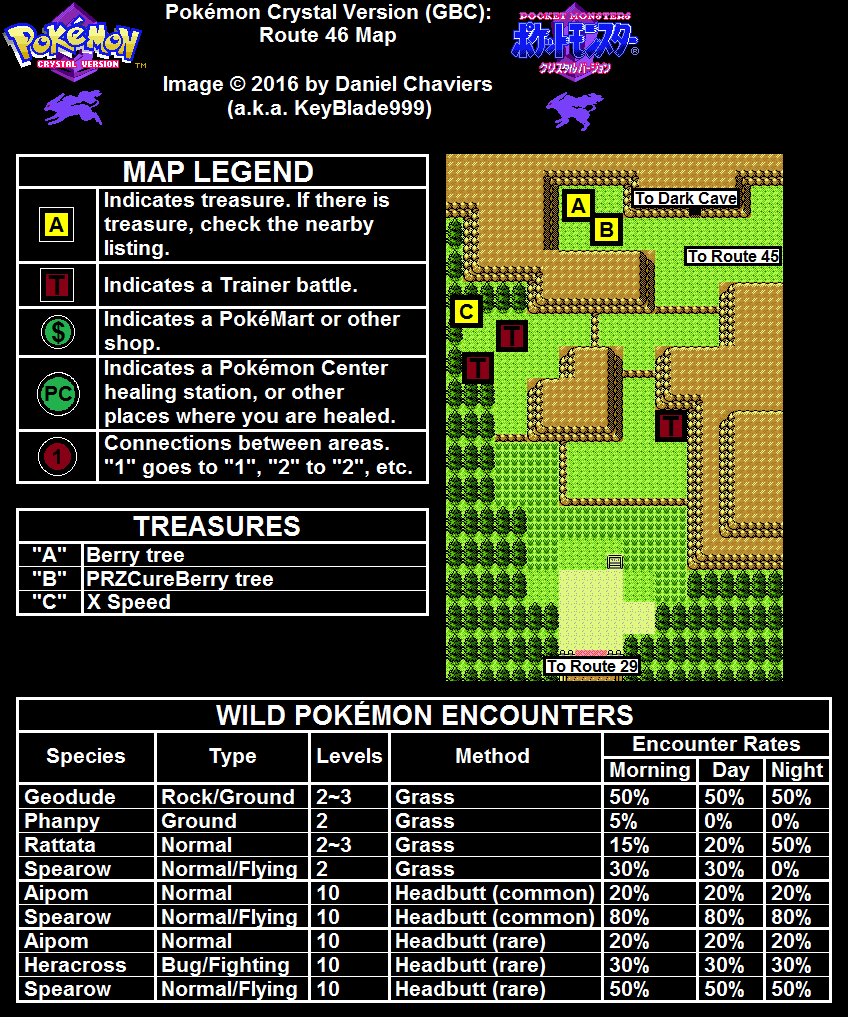 Pokémon Crystal Version (GBC):
Route 46 Map
Image © 2016 by Daniel Chaviers
(a.k.a. KeyBlade999)
POKéMON
CRYSTAL VERSION TM
POCKET MONSTERS
ポケットモンスター®
クリスタルバージョン
MAP LEGEND
A Indicates treasure. If there is
treasure, check the nearby
listing.
T Indicates a Trainer battle.
$ Indicates a PokéMart or other
shop.
PC Indicates a Pokémon Center
healing station, or other
places where you are healed.
1 Connections between areas.
"1" goes to "1", "2" to "2", etc.
TREASURES
"A" Berry tree
"B" PRZCureBerry tree
"C" X Speed
A
To Dark Cave
B
To Route 45
C
T
T
T
To Route 29
WILD POKÉMON ENCOUNTERS
Species Type Levels Method Encounter Rates
Morning Day Night
Geodude Rock/Ground 2~3 Grass 50% 50% 50%
Phanpy Ground 2 Grass 5% 0% 0%
Rattata Normal 2~3 Grass 15% 20% 50%
Spearow Normal/Flying 2 Grass 30% 30% 0%
Aipom Normal 10 Headbutt (common) 20% 20% 20%
Spearow Normal/Flying 10 Headbutt (common) 80% 80% 80%
Aipom Normal 10 Headbutt (rare) 20% 20% 20%
Heracross Bug/Fighting 10 Headbutt (rare) 30% 30% 30%
Spearow Normal/Flying 10 Headbutt (rare) 50% 50% 50%